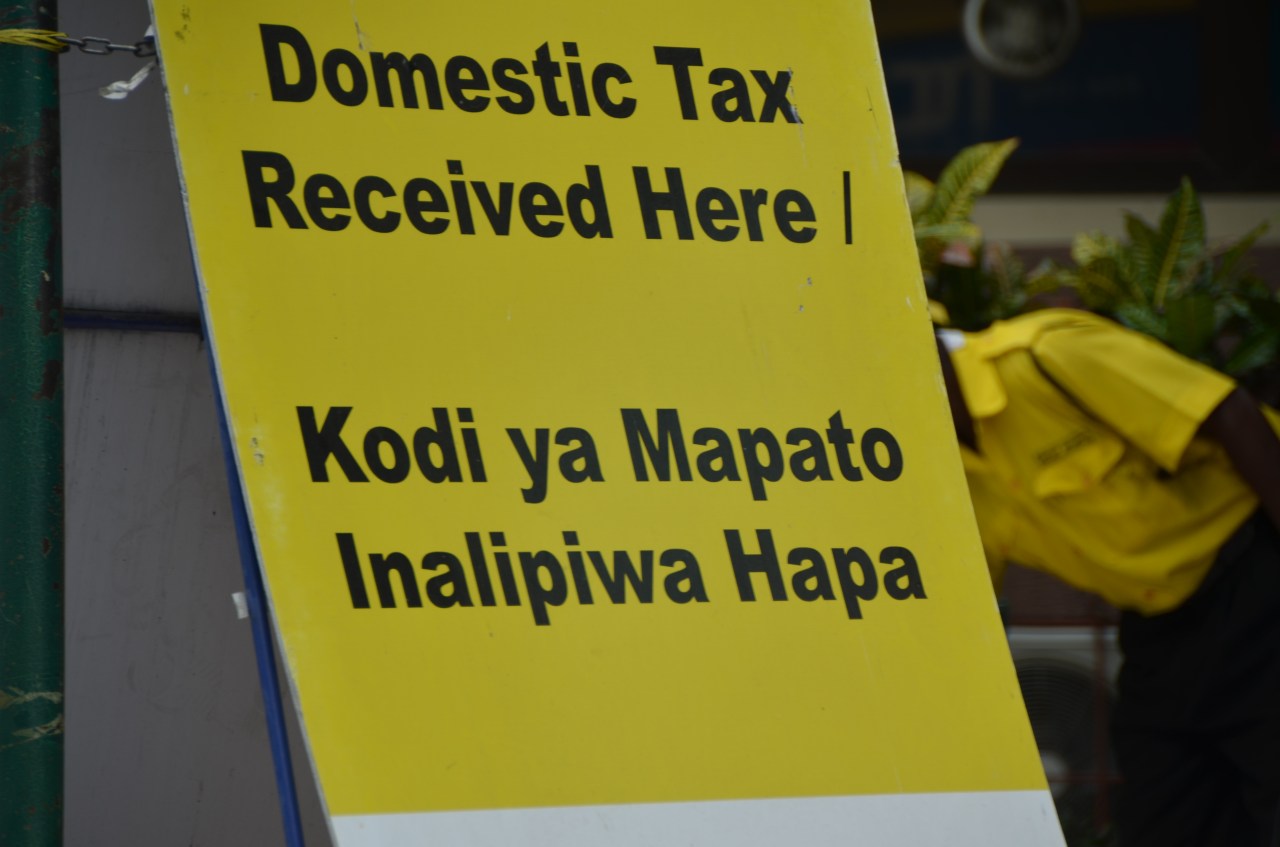 Domestic Tax
Received Here /
Kodi ya Mapato
Inalipiwa Hapa